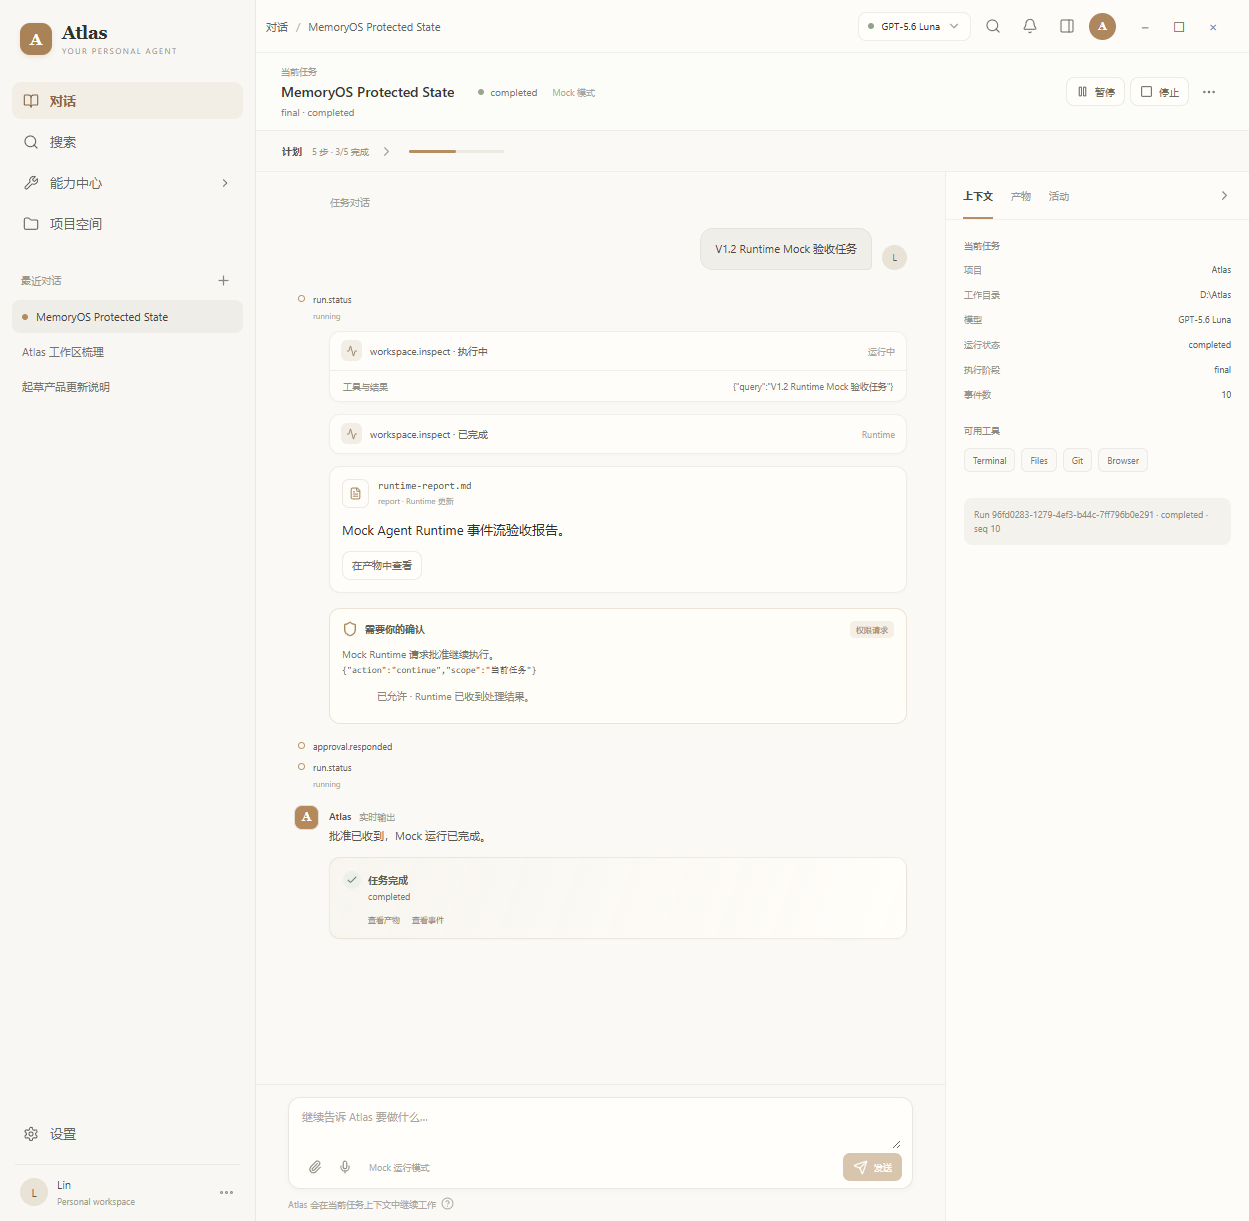 A
Atlas
YOUR PERSONAL AGENT
对话
搜索
能力中心
项目空间
最近对话
MemoryOS Protected State
Atlas 工作区梳理
起草产品更新说明
设置
L
Lin
Personal workspace
对话 / MemoryOS Protected State
GPT-5.6 Luna
A
当前任务
MemoryOS Protected State
completed
Mock 模式
final · completed
暂停
停止
计划
5 步 · 3/5 完成
任务对话
V1.2 Runtime Mock 验收任务
L
run.status
running
workspace.inspect · 执行中
运行中
工具与结果
{"query":"V1.2 Runtime Mock 验收任务"}
workspace.inspect · 已完成
Runtime
runtime-report.md
report · Runtime 更新
Mock Agent Runtime 事件流验收报告。
在产物中查看
需要你的确认
权限请求
Mock Runtime 请求批准继续执行。
{"action":"continue","scope":"当前任务"}
已允许 · Runtime 已收到处理结果。
approval.responded
run.status
running
A
Atlas 实时输出
批准已收到，Mock 运行已完成。
任务完成
completed
查看产物 查看事件
继续告诉 Atlas 要做什么...
Mock 运行模式
发送
Atlas 会在当前任务上下文中继续工作
上下文 产物 活动
当前任务
项目 Atlas
工作目录 D:\Atlas
模型 GPT-5.6 Luna
运行状态 completed
执行阶段 final
事件数 10
可用工具
Terminal Files Git Browser
Run 96fd0283-1279-4ef3-b44c-7ff796b0e291 · completed ·
seq 10